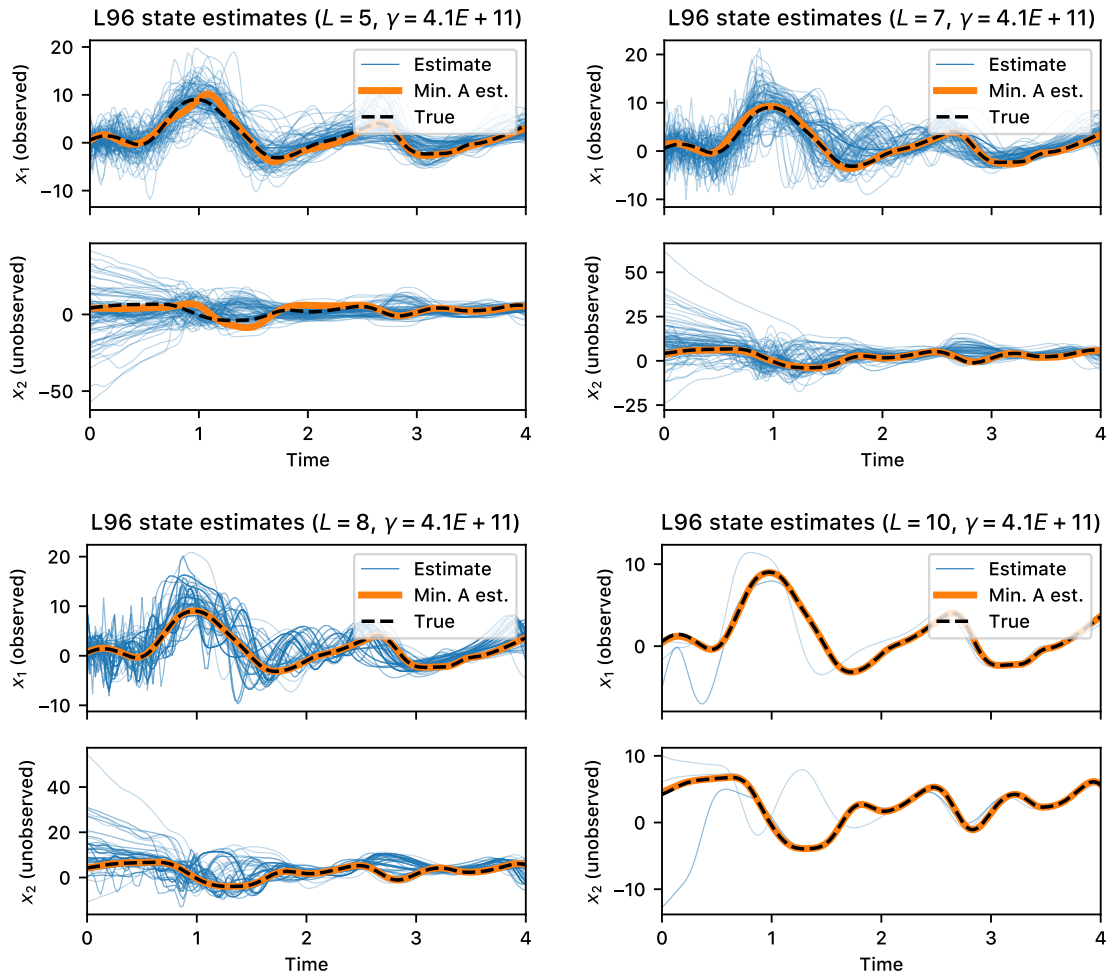 L96 state estimates (L = 5, γ = 4.1E + 11)
20
10
0
−10
x₁ (observed)
Estimate
Min. A est.
True
0
−50
x₂ (unobserved)
0 1 2 3 4
Time
L96 state estimates (L = 7, γ = 4.1E + 11)
20
10
0
−10
x₁ (observed)
Estimate
Min. A est.
True
50
25
0
−25
x₂ (unobserved)
0 1 2 3 4
Time
L96 state estimates (L = 8, γ = 4.1E + 11)
20
10
0
−10
x₁ (observed)
Estimate
Min. A est.
True
40
20
0
x₂ (unobserved)
0 1 2 3 4
Time
L96 state estimates (L = 10, γ = 4.1E + 11)
10
0
x₁ (observed)
Estimate
Min. A est.
True
10
0
−10
x₂ (unobserved)
0 1 2 3 4
Time